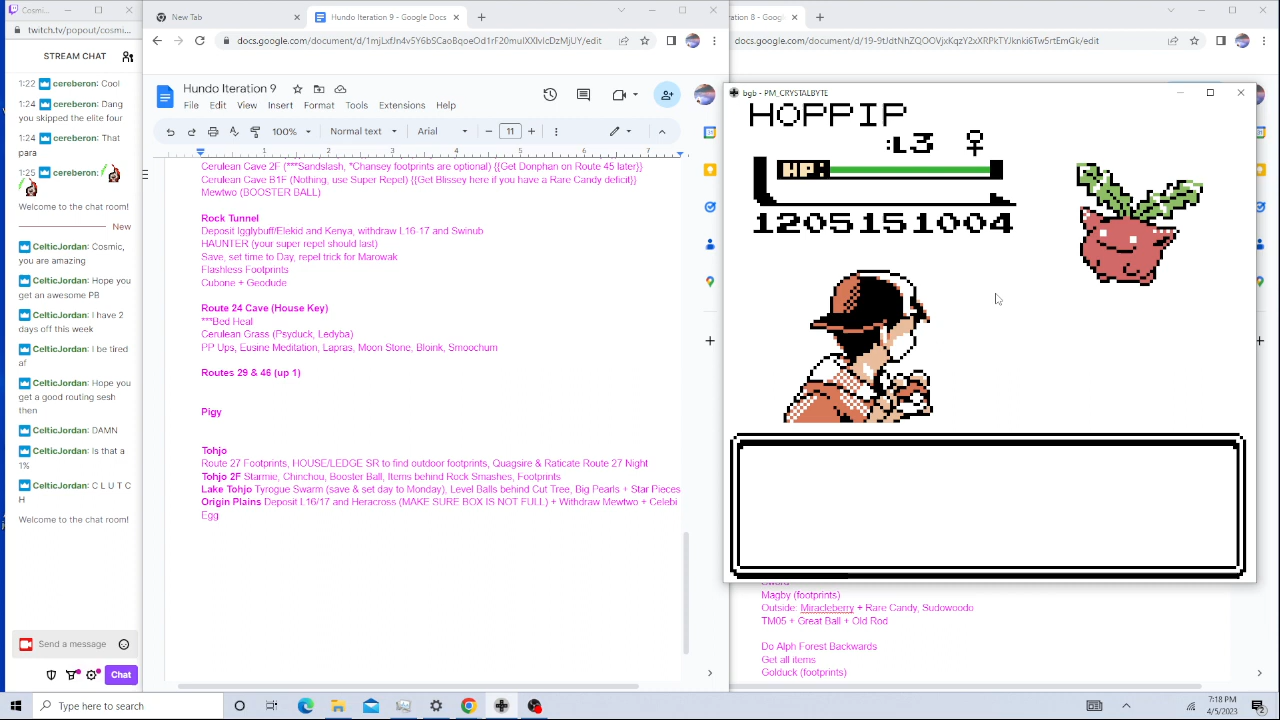 Cosmi...
twitch.tv/popout/cosmi...
STREAM CHAT
1:22 cereberon: Cool
1:24 cereberon: Dang
you skipped the elite four
1:24 cereberon: That
para
1:25 cereberon:
Welcome to the chat room!
New
CelticJordan: Cosmic,
you are amazing
CelticJordan: Hope you
get an awesome PB
CelticJordan: I have 2
days off this week
CelticJordan: I be tired
af
CelticJordan: Hope you
get a good routing sesh
then
CelticJordan: DAMN
CelticJordan: Is that a
1%
CelticJordan: C L U T C
H
Welcome to the chat room!
Send a message
Chat
New Tab
Hundo Iteration 9 - Google Docs
Hundo Iteration 9
File Edit View Insert Format Tools Extensions Help
100% Normal text Arial 11
1 2 3 4 5 6 7
Cerulean Cave 2F (***Sandslash, *Chansey footprints are optional) {{Get Donphan on Route 45 later}}
Cerulean Cave B1F (Nothing, use Super Repel) {{Get Blissey here if you have a Rare Candy deficit}}
Mewtwo (BOOSTER BALL)
Rock Tunnel
Deposit Igglybuff/Elekid and Kenya, withdraw L16-17 and Swinub
HAUNTER (your super repel should last)
Save, set time to Day, repel trick for Marowak
Flashless Footprints
Cubone + Geodude
Route 24 Cave (House Key)
***Bed Heal
Cerulean Grass (Psyduck, Ledyba)
PP Ups, Eusine Meditation, Lapras, Moon Stone, Bloink, Smoochum
Routes 29 & 46 (up 1)
Pigy
Tohjo
Route 27 Footprints, HOUSE/LEDGE SR to find outdoor footprints, Quagsire & Raticate Route 27 Night
Tohjo 2F Starmie, Chinchou, Booster Ball, Items behind Rock Smashes, Footprints
Lake Tohjo Tyrogue Swarm (save & set day to Monday), Level Balls behind Cut Tree, Big Pearls + Star Pieces
Origin Plains Deposit L16/17 and Heracross (MAKE SURE BOX IS NOT FULL) + Withdraw Mewtwo + Celebi
Egg
ration 8 - Googl
bgb - PM_CRYSTALBYTE
HOPPIP
:L3 ♀
HP:
1205151004
Sword
Magby (footprints)
Outside: Miracleberry + Rare Candy, Sudowoodo
TM05 + Great Ball + Old Rod
Do Alph Forest Backwards
Get all items
Golduck (footprints)
Type here to search
7:18 PM
4/5/2023